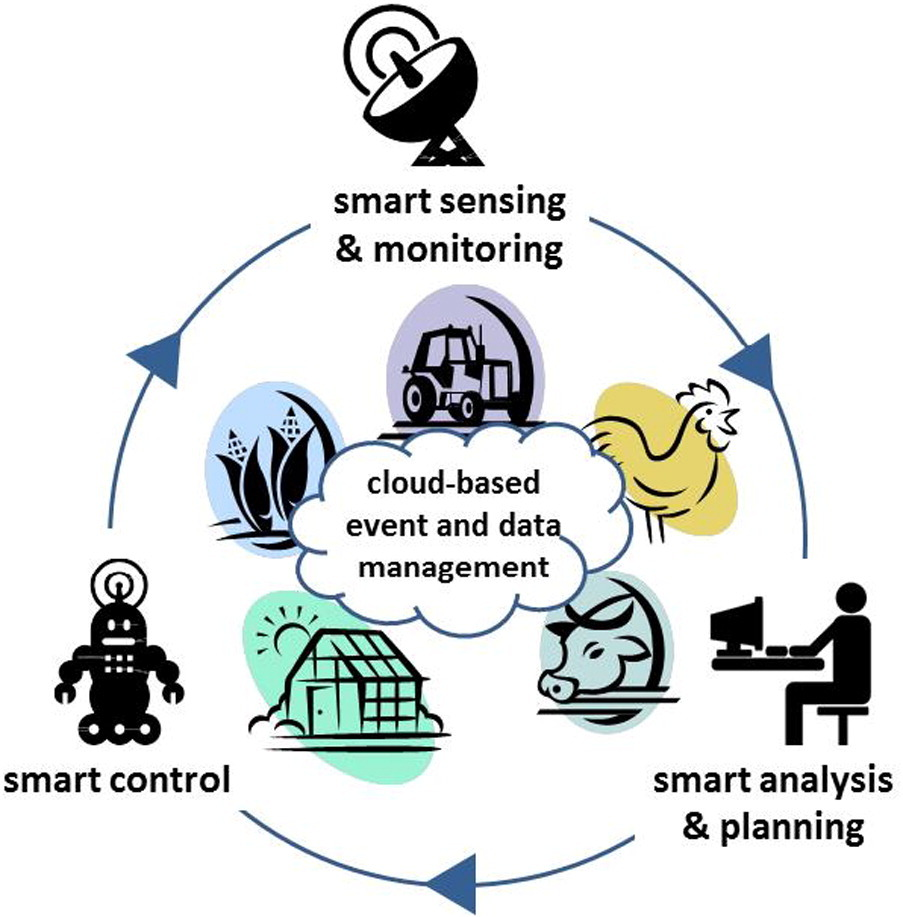 smart sensing
& monitoring
cloud-based
event and data
management
smart control
smart analysis
& planning